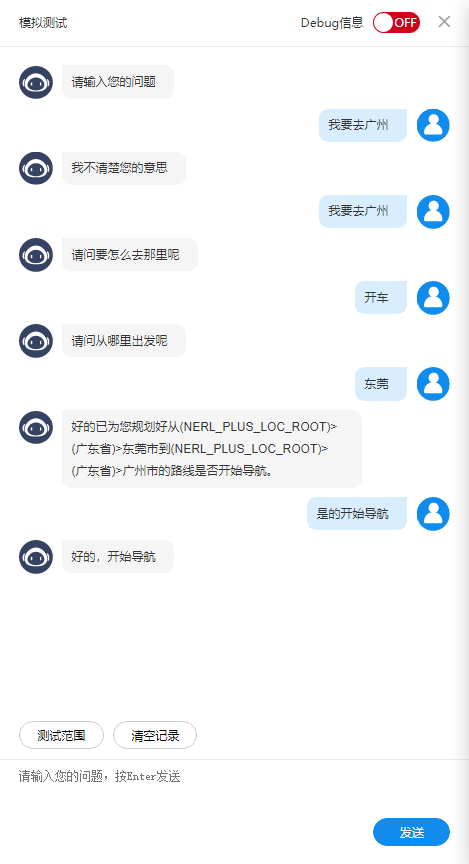 模拟测试
Debug信息
OFF
请输入您的问题
我要去广州
我不清楚您的意思
我要去广州
请问要怎么去那里呢
开车
请问从哪里出发呢
东莞
好的已为您规划好从(NERL_PLUS_LOC_ROOT)>
(广东省)>东莞市到(NERL_PLUS_LOC_ROOT)>
(广东省)>广州市的路线是否开始导航。
是的开始导航
好的，开始导航
测试范围
清空记录
请输入您的问题，按Enter发送
发送